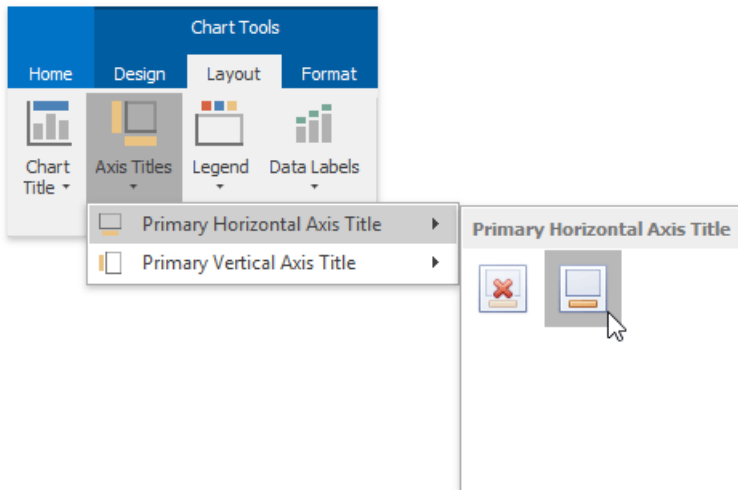 Chart Tools
Home Design Layout Format
Chart Title Axis Titles Legend Data Labels
Primary Horizontal Axis Title
Primary Vertical Axis Title
Primary Horizontal Axis Title